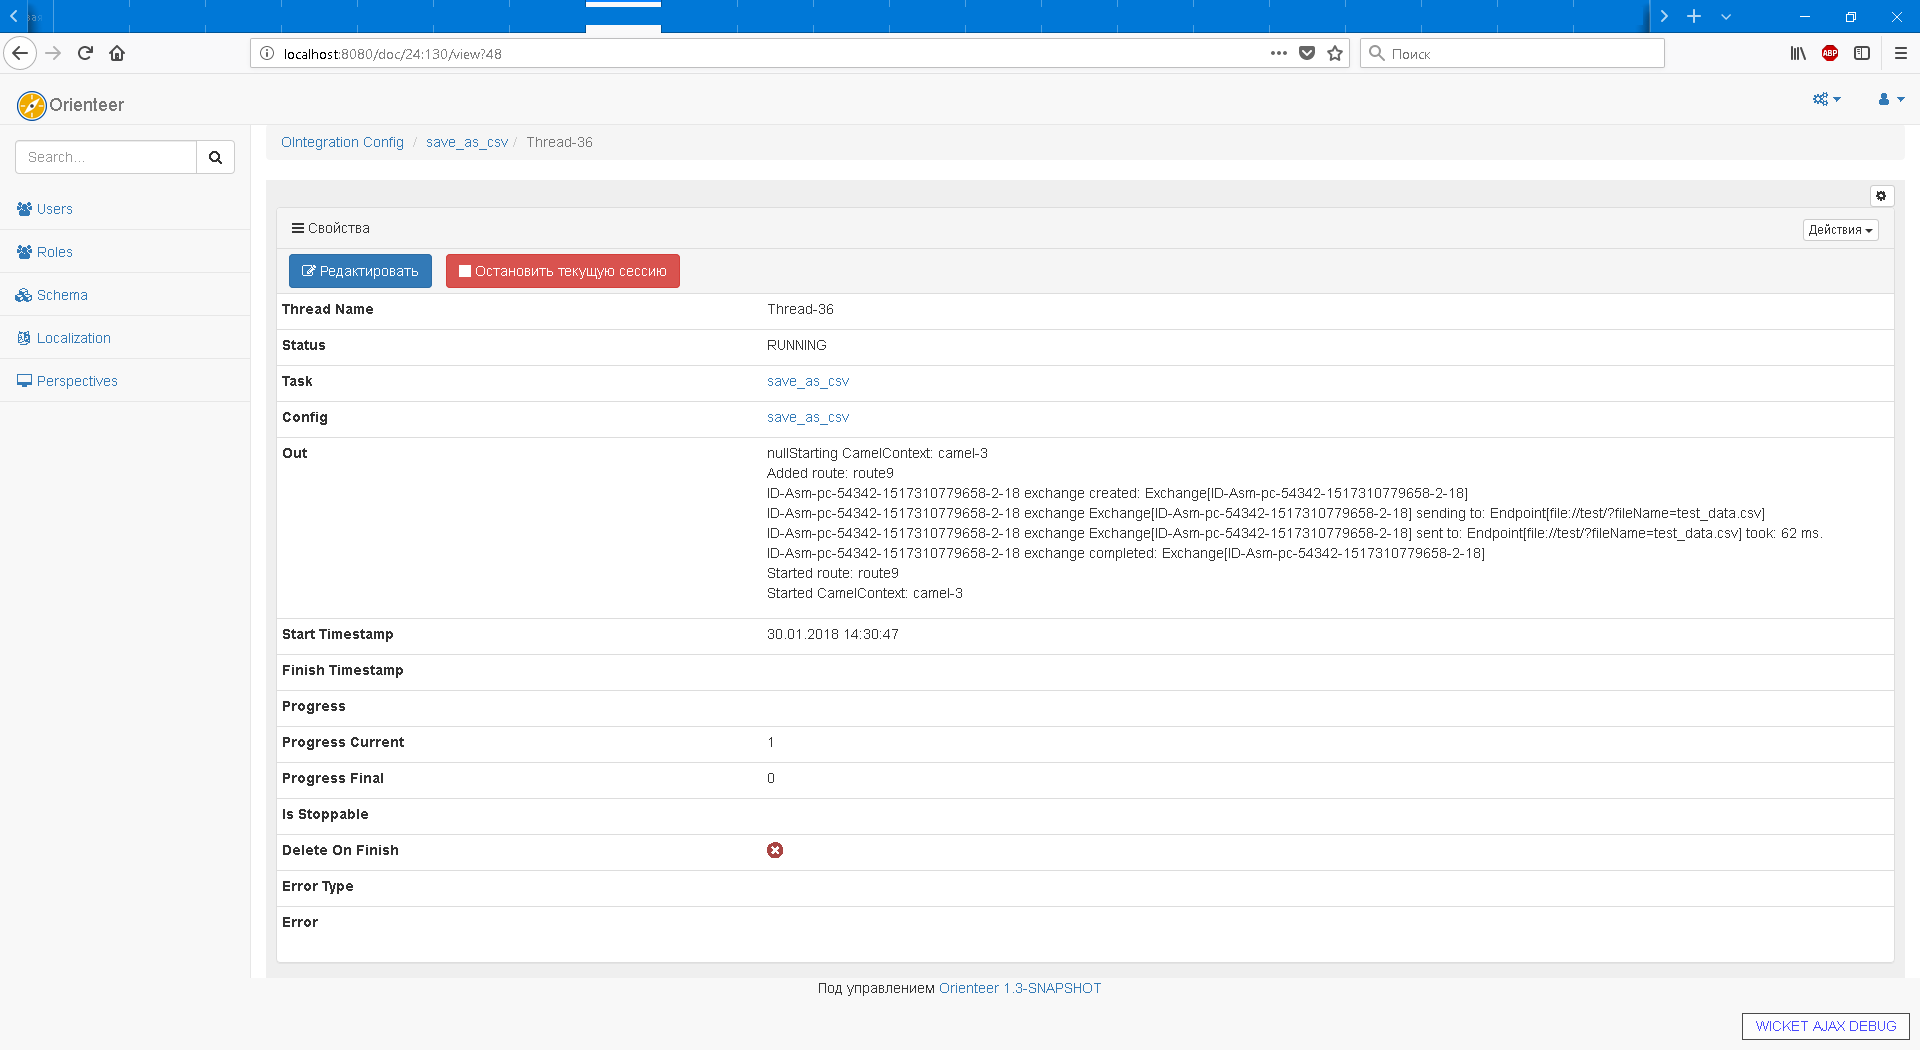 localhost:8080/doc/24:130/view?48
Поиск
ABP
Orienteer
Search...
OIntegration Config / save_as_csv / Thread-36
Users
Roles
Schema
Localization
Perspectives
Свойства
Действия
Редактировать
Остановить текущую сессию
Thread Name Thread-36
Status RUNNING
Task save_as_csv
Config save_as_csv
Out nullStarting CamelContext: camel-3
Added route: route9
ID-Asm-pc-54342-1517310779658-2-18 exchange created: Exchange[ID-Asm-pc-54342-1517310779658-2-18]
ID-Asm-pc-54342-1517310779658-2-18 exchange Exchange[ID-Asm-pc-54342-1517310779658-2-18] sending to: Endpoint[file://test/?fileName=test_data.csv]
ID-Asm-pc-54342-1517310779658-2-18 exchange Exchange[ID-Asm-pc-54342-1517310779658-2-18] sent to: Endpoint[file://test/?fileName=test_data.csv] took: 62 ms.
ID-Asm-pc-54342-1517310779658-2-18 exchange completed: Exchange[ID-Asm-pc-54342-1517310779658-2-18]
Started route: route9
Started CamelContext: camel-3
Start Timestamp 30.01.2018 14:30:47
Finish Timestamp
Progress
Progress Current 1
Progress Final 0
Is Stoppable
Delete On Finish
Error Type
Error
Под управлением Orienteer 1.3-SNAPSHOT
WICKET AJAX DEBUG